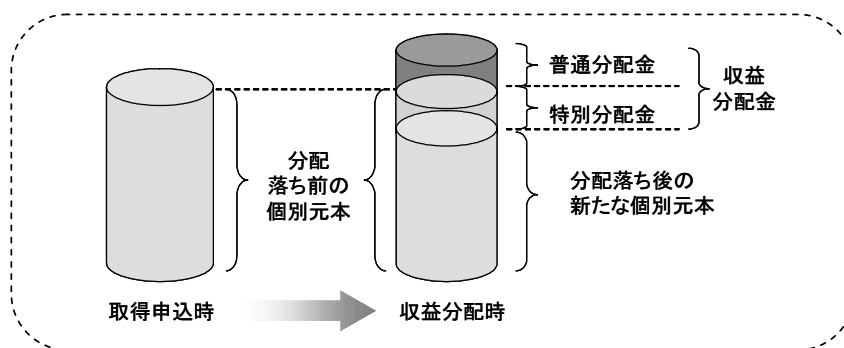 普通分配金
特別分配金
収益
分配金
分配
落ち前の
個別元本
分配落ち後の
新たな個別元本
取得申込時
収益分配時